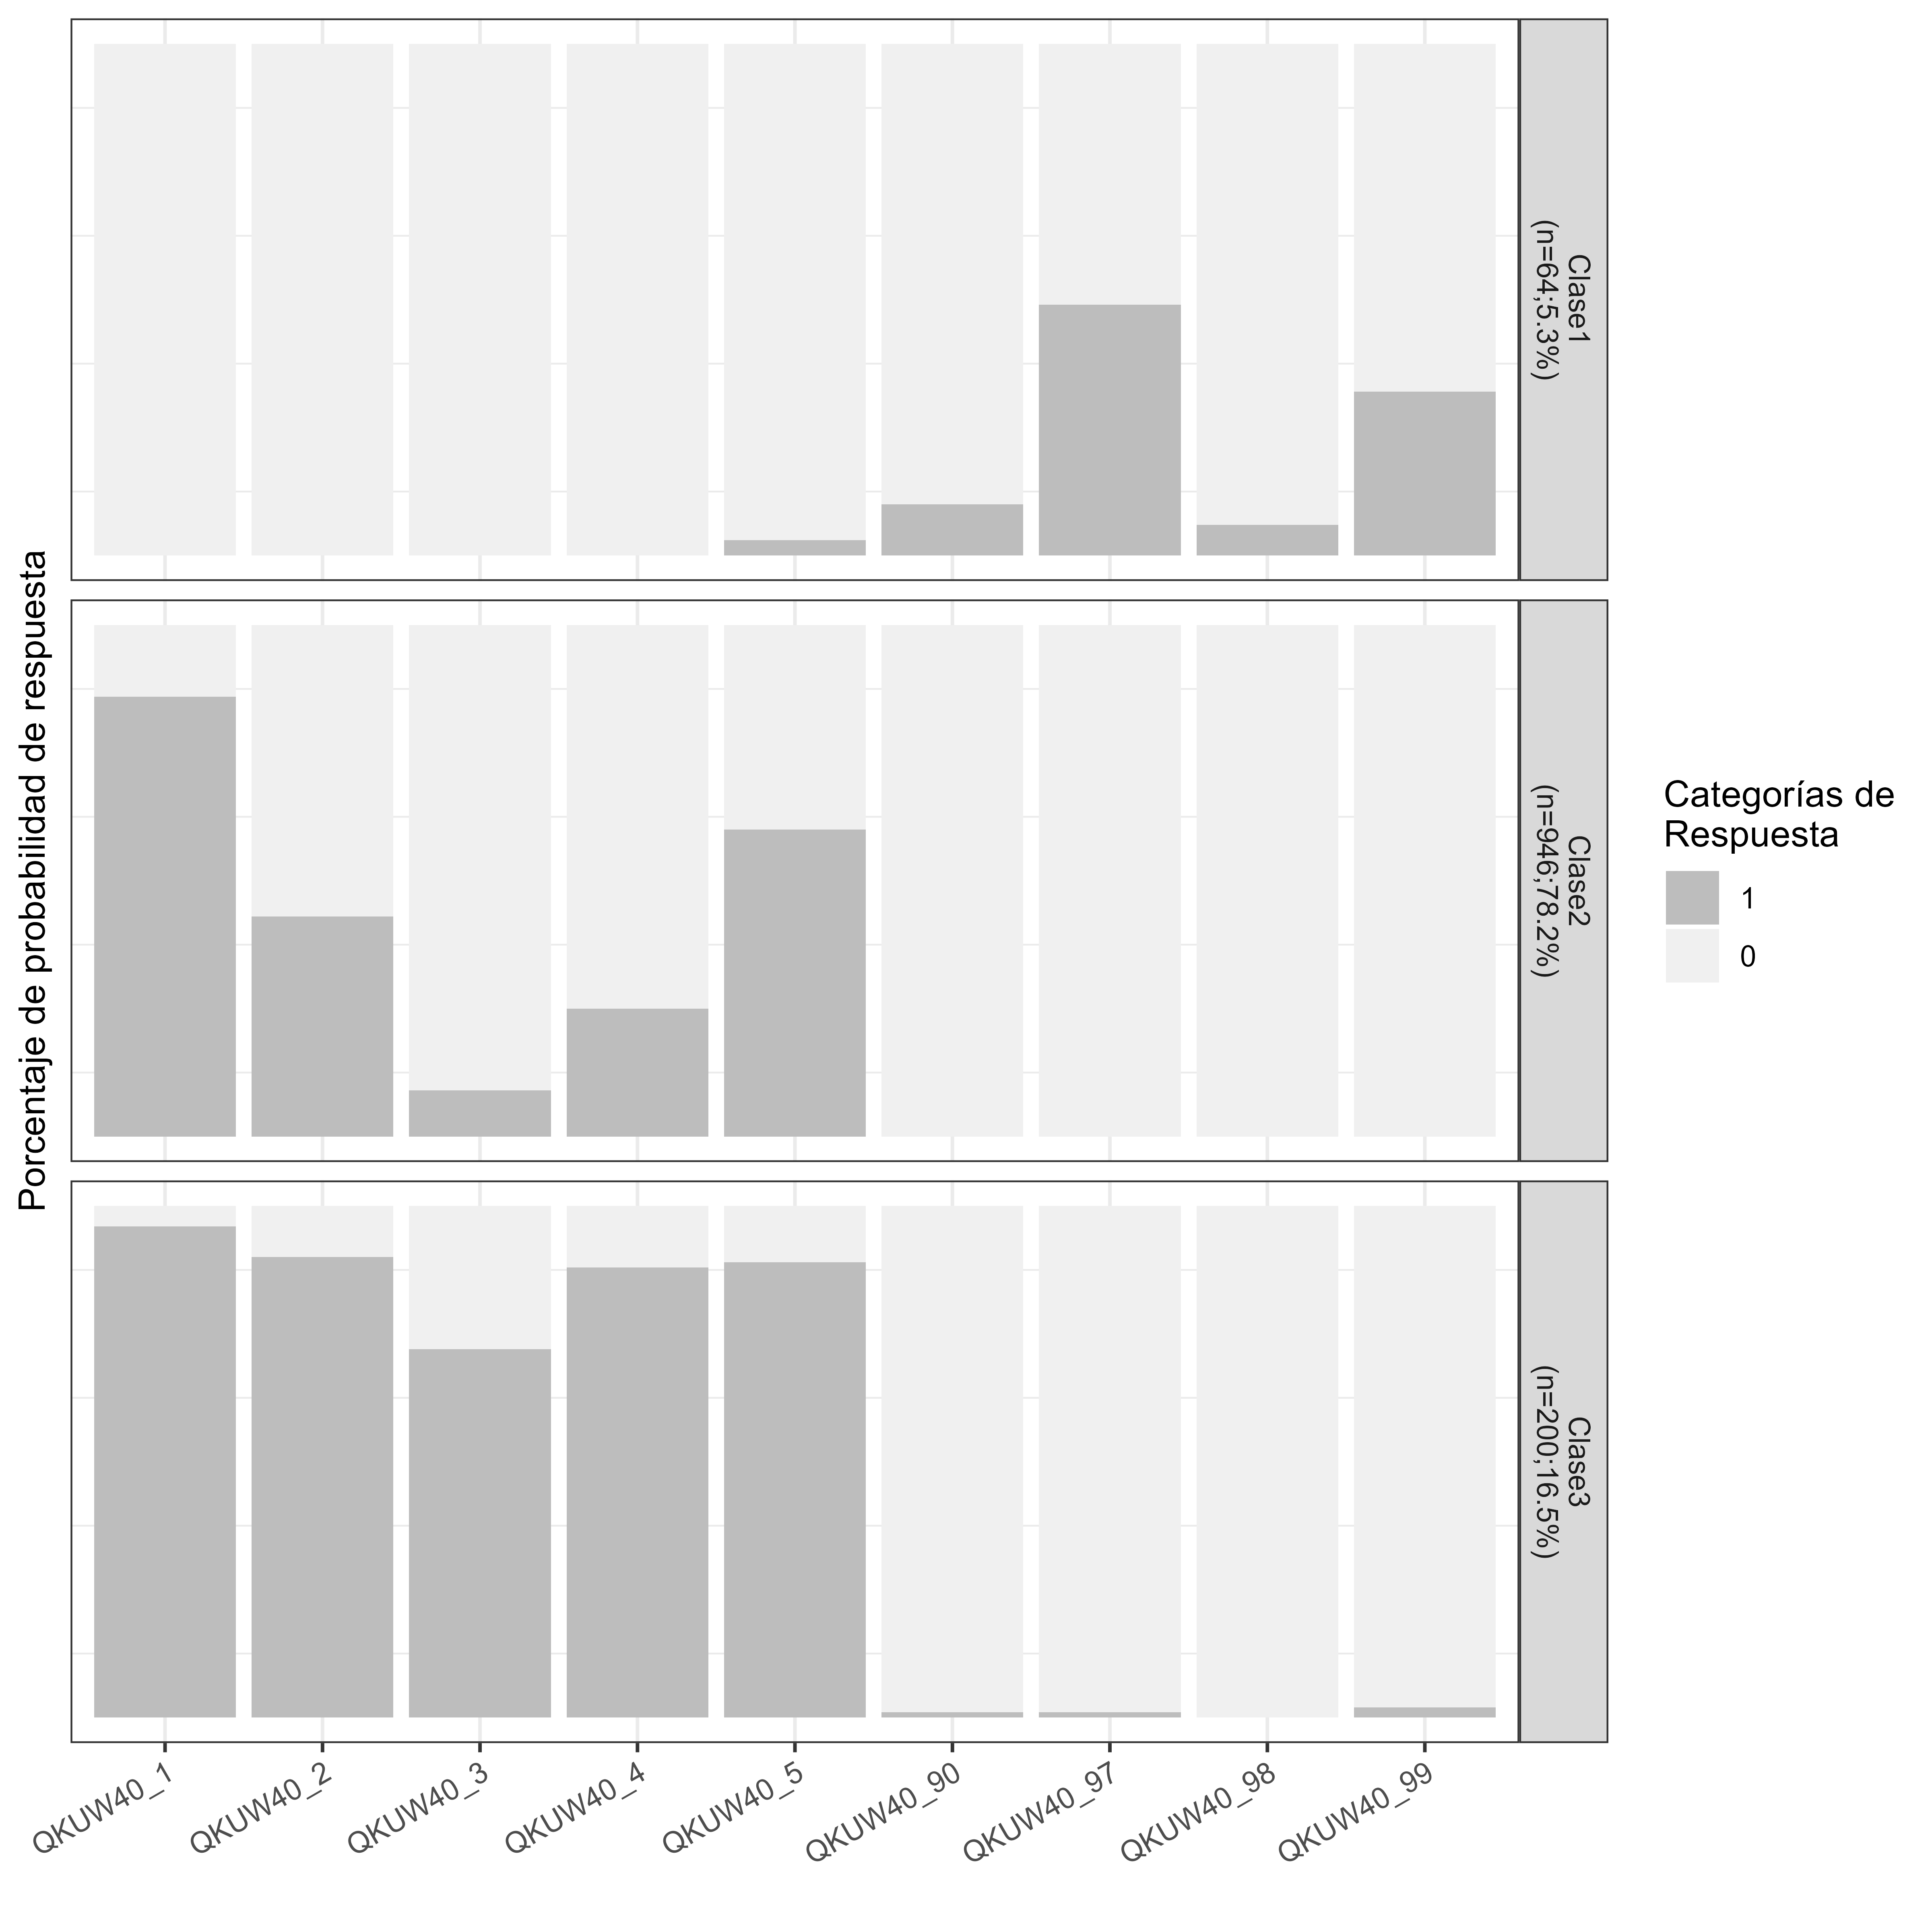 Porcentaje de probabilidad de respuesta
Clase1
(n=64;5.3%)
Clase2
(n=946;78.2%)
Clase3
(n=200;16.5%)
QKUW40_1
QKUW40_2
QKUW40_3
QKUW40_4
QKUW40_5
QKUW40_90
QKUW40_97
QKUW40_98
QKUW40_99
Categorías de
Respuesta
1
0